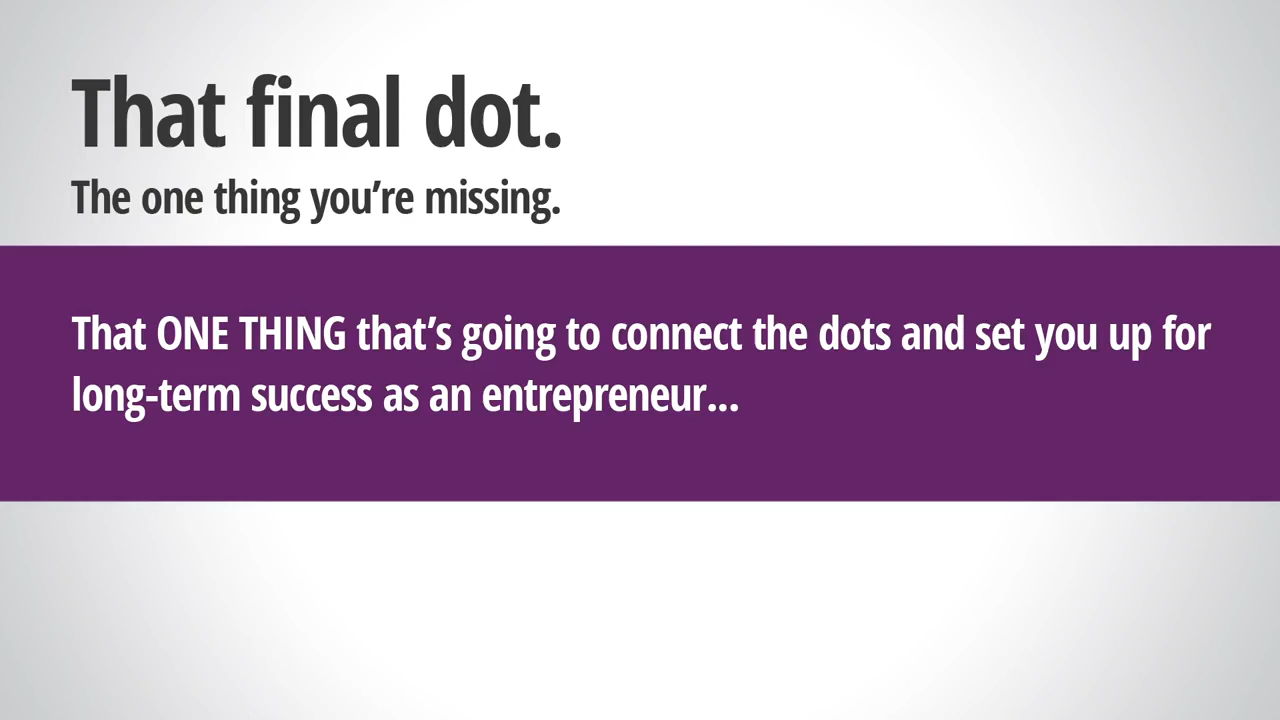 That final dot.
The one thing you’re missing.
That ONE THING that’s going to connect the dots and set you up for
long-term success as an entrepreneur...